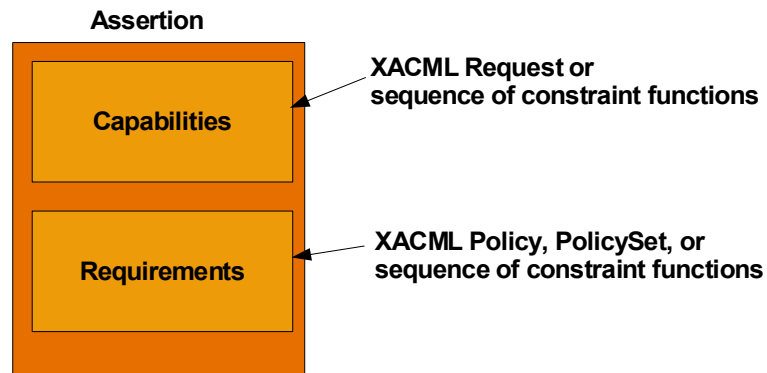 Assertion
XACML Request or
sequence of constraint functions
Capabilities
XACML Policy, PolicySet, or
sequence of constraint functions
Requirements